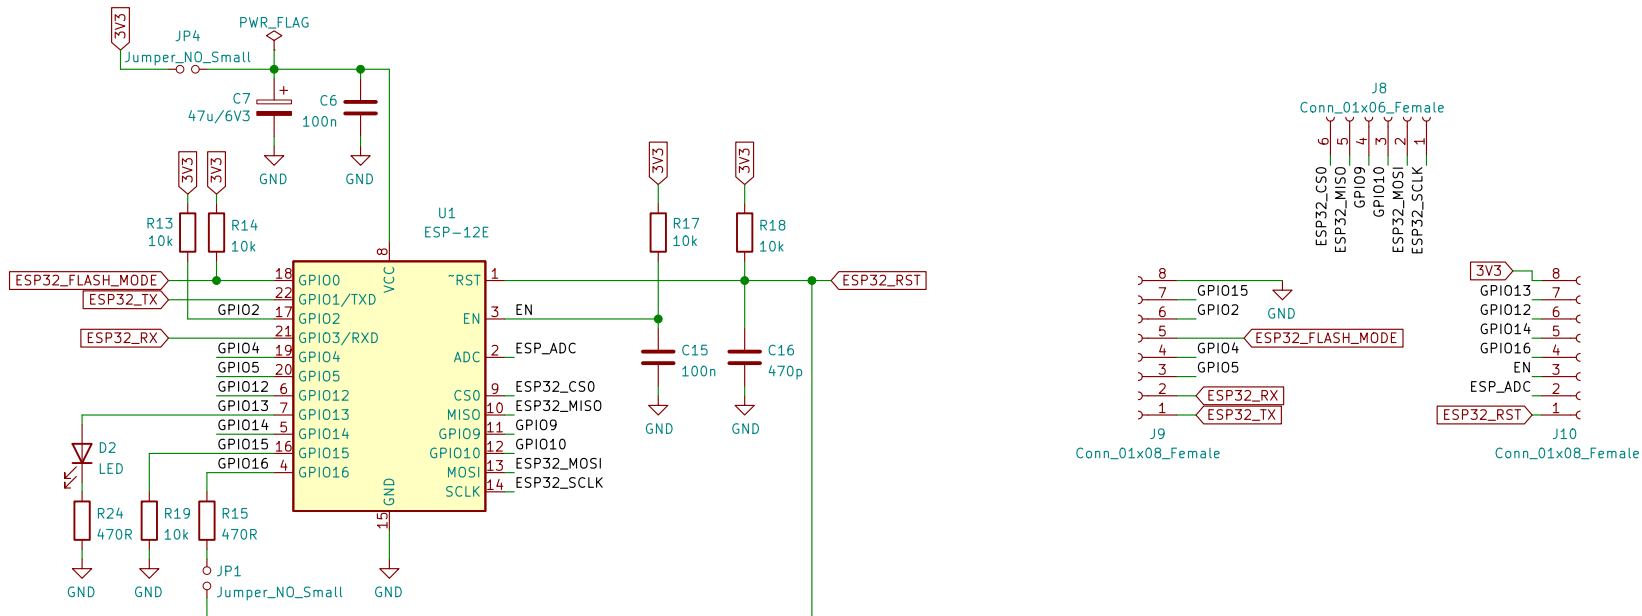 3V3
PWR_FLAG
JP4
Jumper_NO_Small
C7
47u/6V3
+
C6
100n
GND
GND
3V3
3V3
R13
10k
R14
10k
U1
ESP-12E
3V3
3V3
R17
10k
R18
10k
8
VCC
ESP32_FLASH_MODE
18
GPIO0
ESP32_TX
22
GPIO1/TXD
GPIO2
17
GPIO2
ESP32_RX
21
GPIO3/RXD
GPIO4
19
GPIO4
GPIO5
20
GPIO5
GPIO12
6
GPIO12
GPIO13
7
GPIO13
GPIO14
5
GPIO14
GPIO15
16
GPIO15
GPIO16
4
GPIO16
~RST
1
ESP32_RST
EN
3
EN
ADC
2
ESP_ADC
CS0
9
ESP32_CS0
MISO
10
ESP32_MISO
GPIO9
11
GPIO9
GPIO10
12
GPIO10
MOSI
13
ESP32_MOSI
SCLK
14
ESP32_SCLK
GND
15
GND
C15
100n
GND
C16
470p
GND
D2
LED
R24
470R
GND
R19
10k
GND
R15
470R
JP1
Jumper_NO_Small
J8
Conn_01x06_Female
6
5
4
3
2
1
ESP32_CS0
ESP32_MISO
GPIO9
GPIO10
ESP32_MOSI
ESP32_SCLK
8
GND
7
GPIO15
6
GPIO2
5
ESP32_FLASH_MODE
4
GPIO4
3
GPIO5
2
ESP32_RX
1
ESP32_TX
J9
Conn_01x08_Female
3V3
8
GPIO13
7
GPIO12
6
GPIO14
5
GPIO16
4
EN
3
ESP_ADC
2
ESP32_RST
1
J10
Conn_01x08_Female